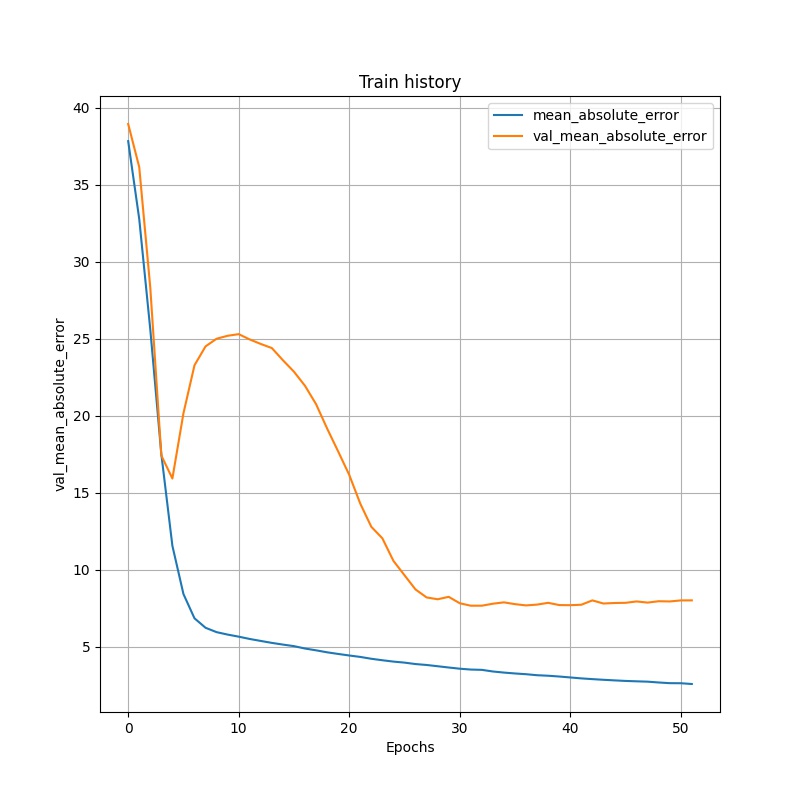 Train history
mean_absolute_error
val_mean_absolute_error
val_mean_absolute_error
40
35
30
25
20
15
10
5
0 10 20 30 40 50
Epochs